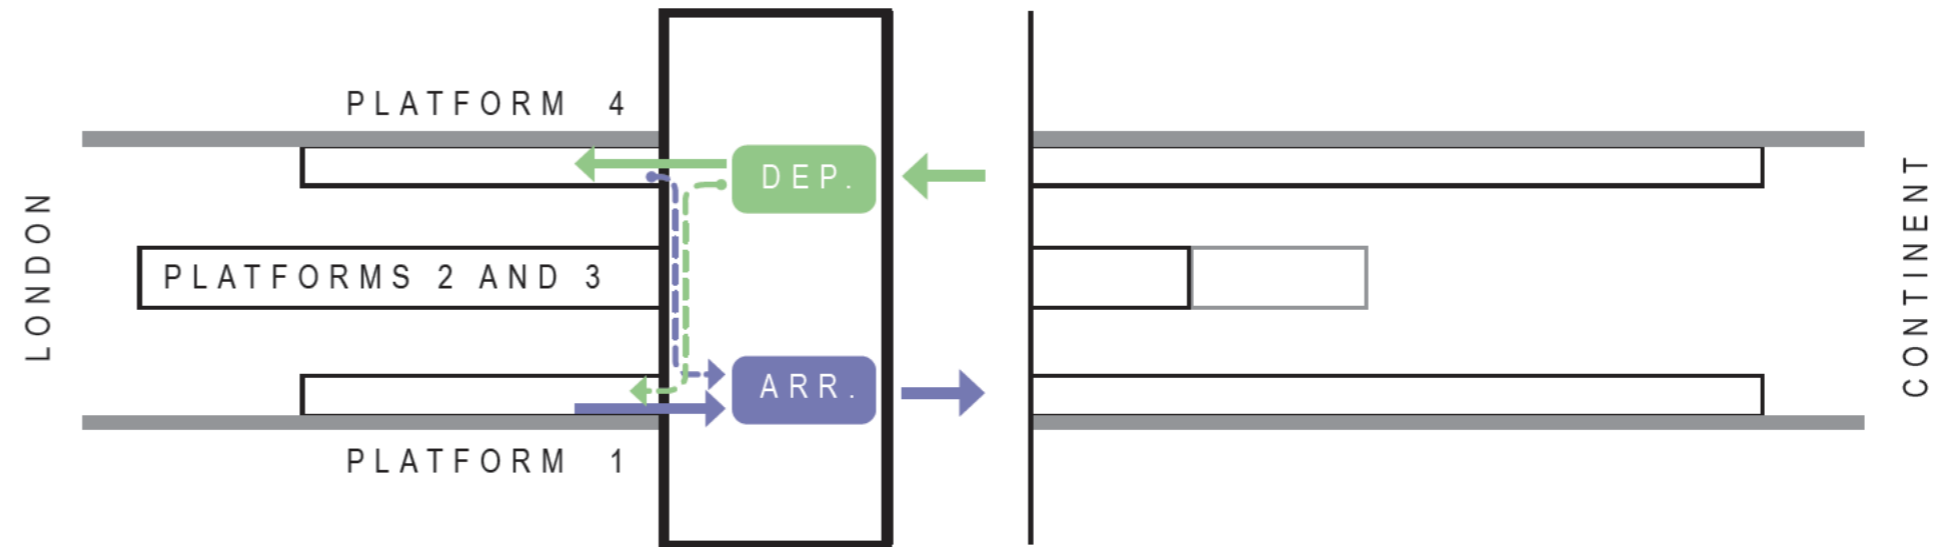 PLATFORM 4
DEP.
LONDON
PLATFORMS 2 AND 3
CONTINENT
ARR.
PLATFORM 1